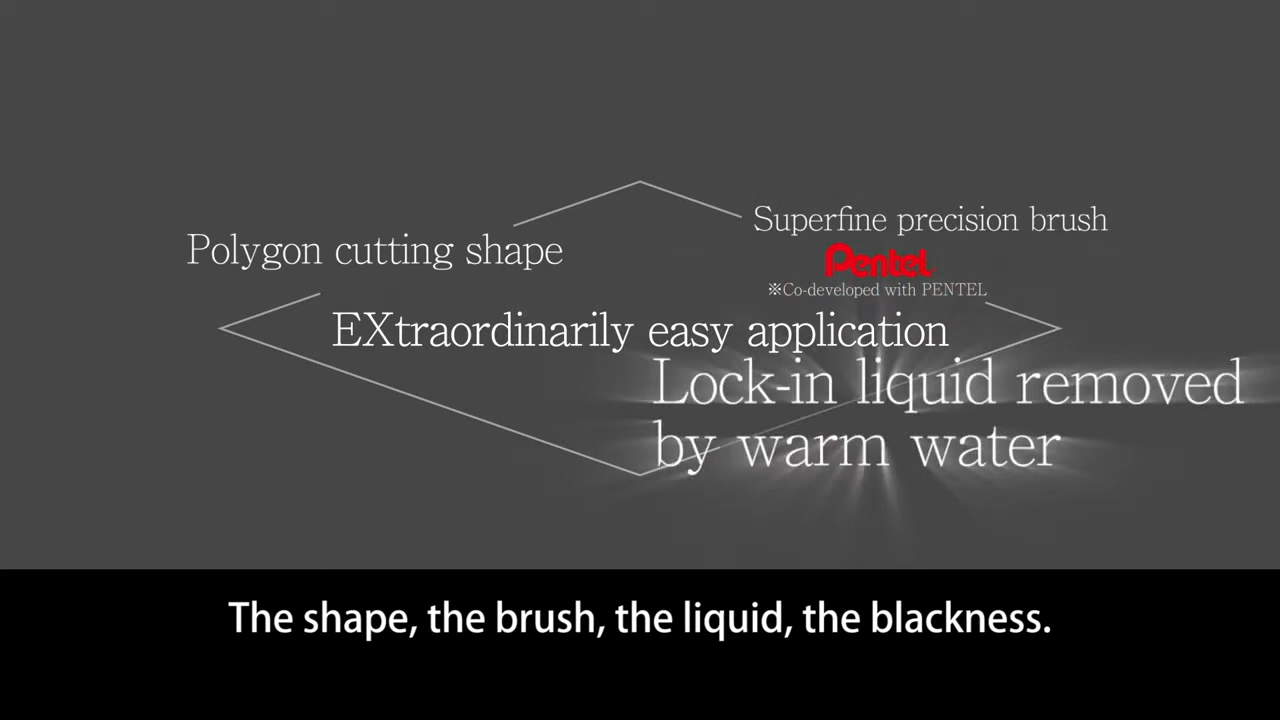 Superfine precision brush
Pentel
※Co-developed with PENTEL
Polygon cutting shape
EXtraordinarily easy application
Lock-in liquid removed
by warm water
The shape, the brush, the liquid, the blackness.